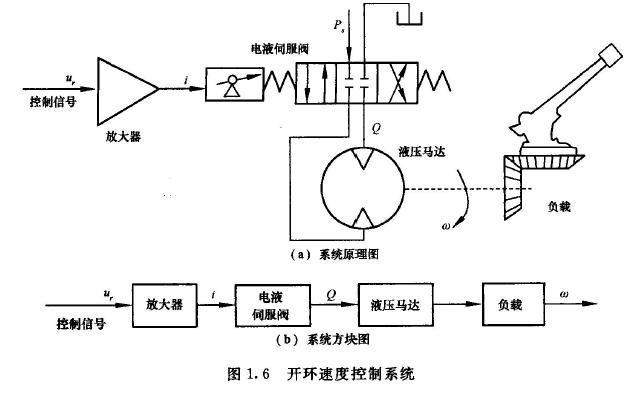 Ps
电液伺服阀
ur
i
控制信号
放大器
Q
液压马达
ω
负载
(a) 系统原理图
ur
控制信号
放大器
i
电液
伺服阀
Q
液压马达
负载
ω
(b) 系统方块图
图 1.6 开环速度控制系统